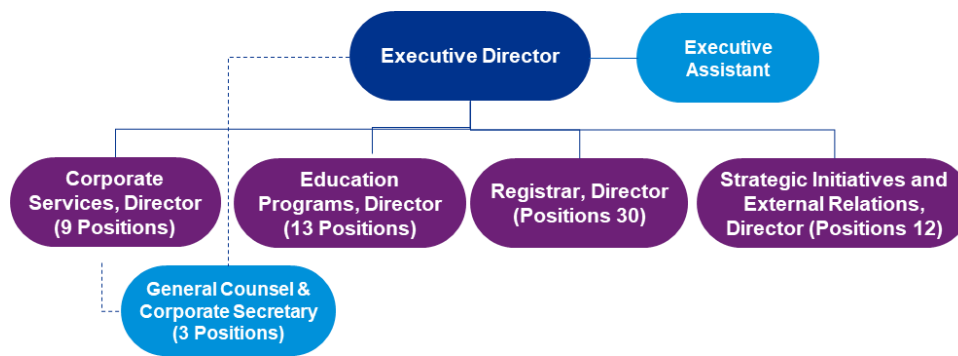 Executive Director
Executive
Assistant
Corporate
Services, Director
(9 Positions)
Education
Programs, Director
(13 Positions)
Registrar, Director
(Positions 30)
Strategic Initiatives and
External Relations,
Director (Positions 12)
General Counsel &
Corporate Secretary
(3 Positions)